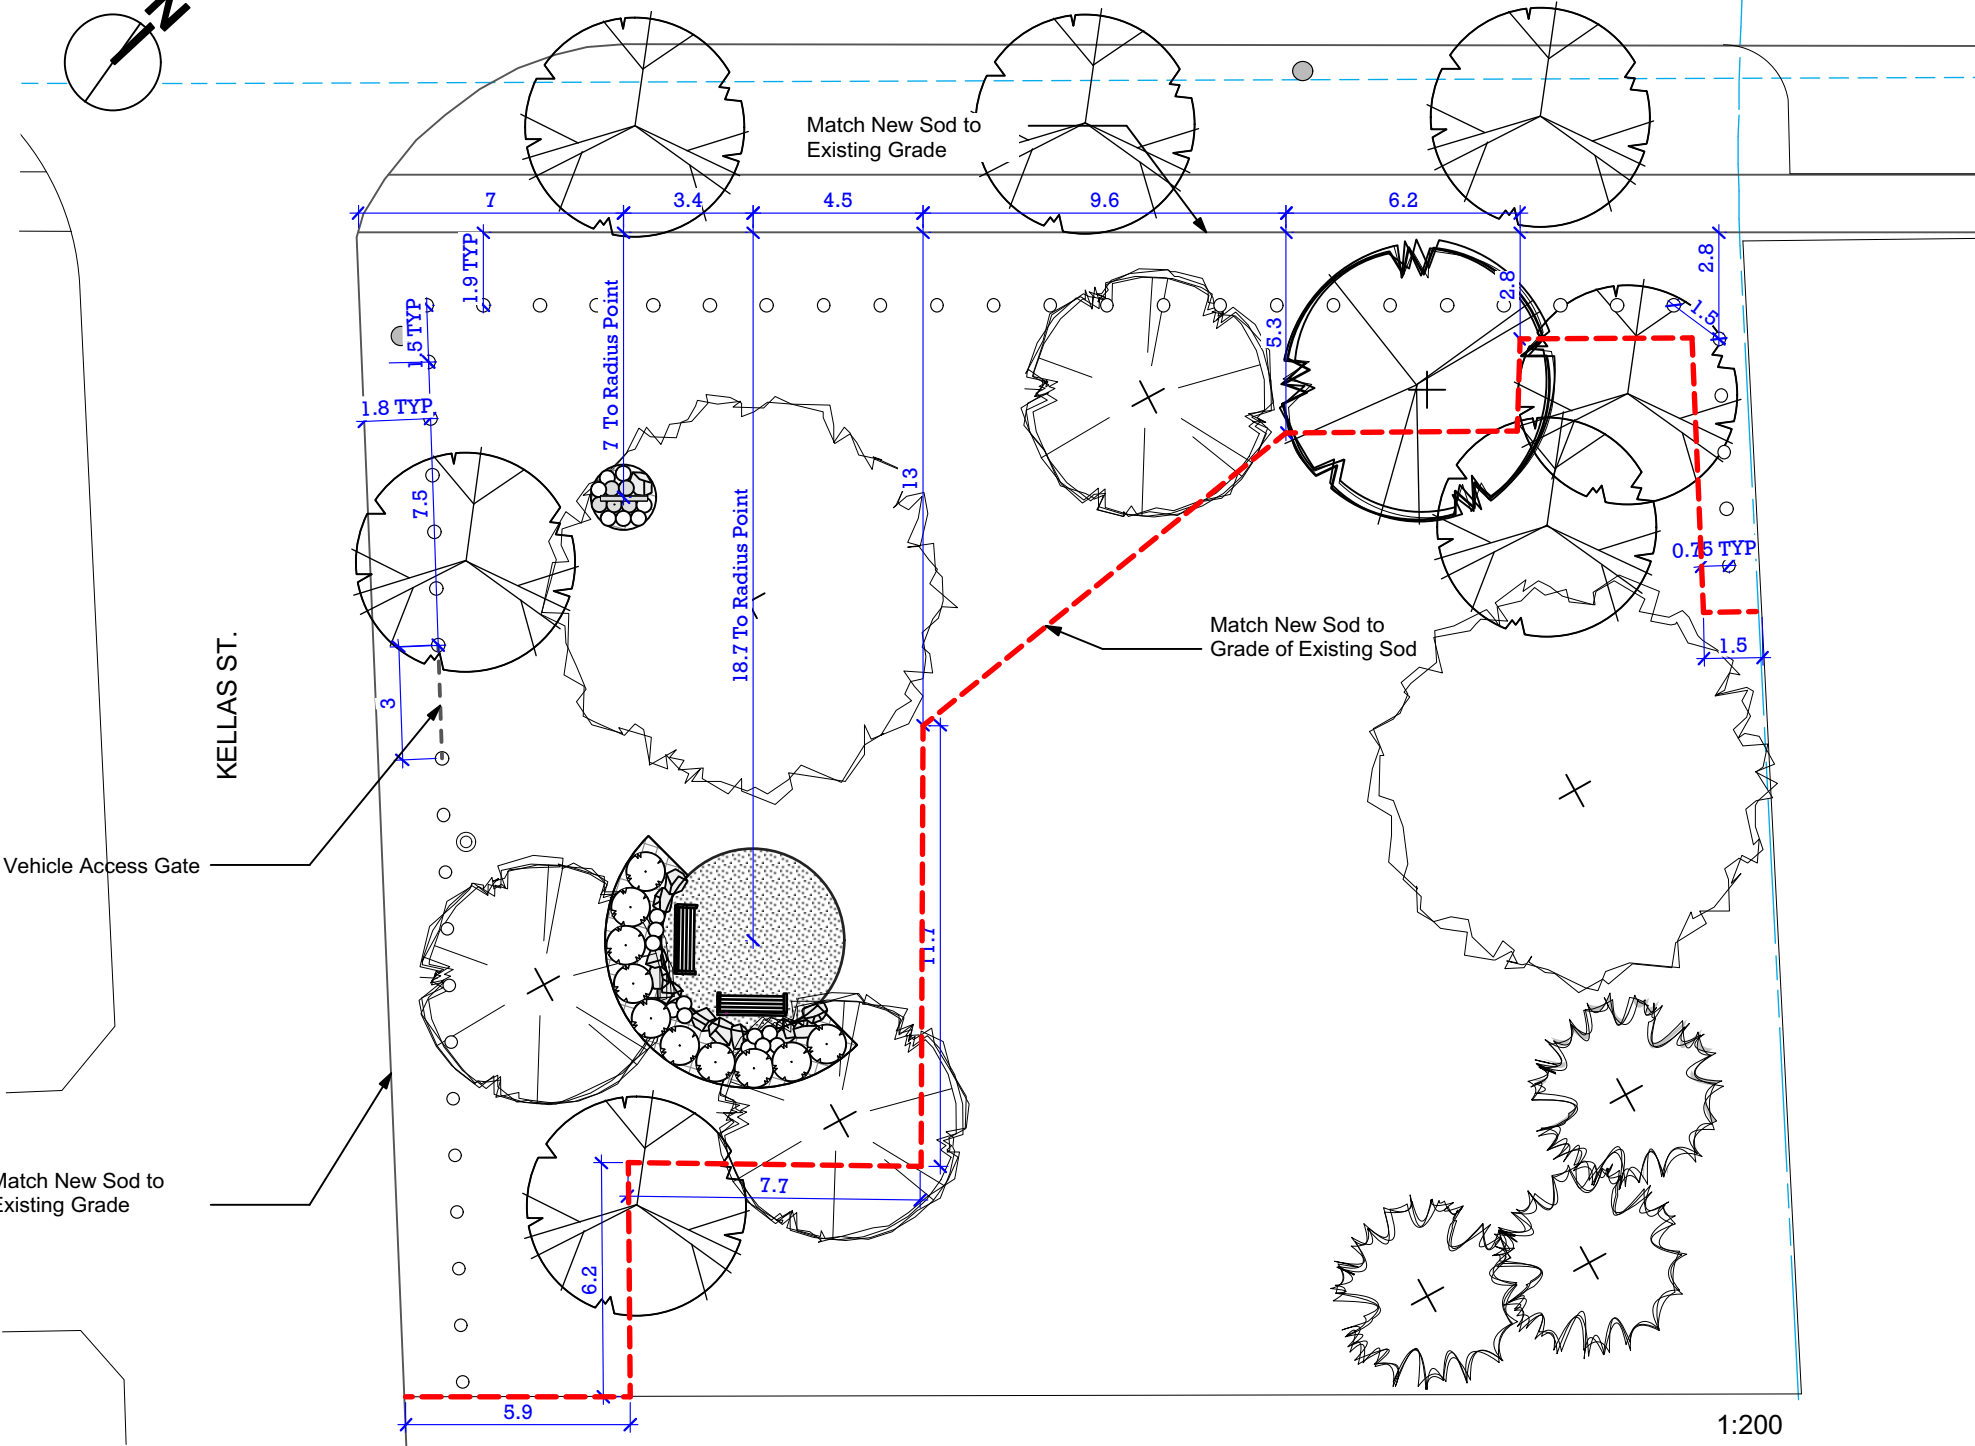 N
Match New Sod to
Existing Grade
7
3.4
4.5
9.6
6.2
1.9 TYP
1.5 TYP
7 To Radius Point
5.3
2.8
2.8
1.5
1.8 TYP.
7.5
13
18.7 To Radius Point
0.75 TYP
Match New Sod to
Grade of Existing Sod
1.5
KELLAS ST.
3
Vehicle Access Gate
11.7
Match New Sod to
Existing Grade
7.7
6.2
5.9
1:200